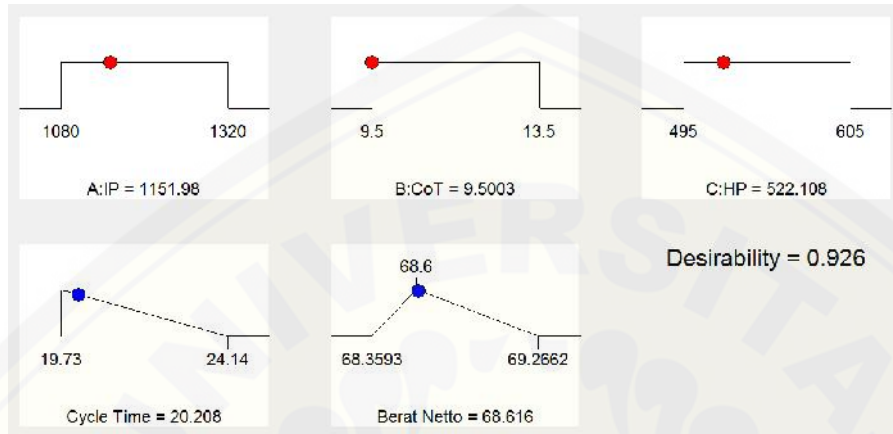 1080 1320
A:IP = 1151.98
9.5 13.5
B:CoT = 9.5003
495 605
C:HP = 522.108
19.73 24.14
Cycle Time = 20.208
68.6
68.3593 69.2662
Berat Netto = 68.616
Desirability = 0.926
UNIVERSITA